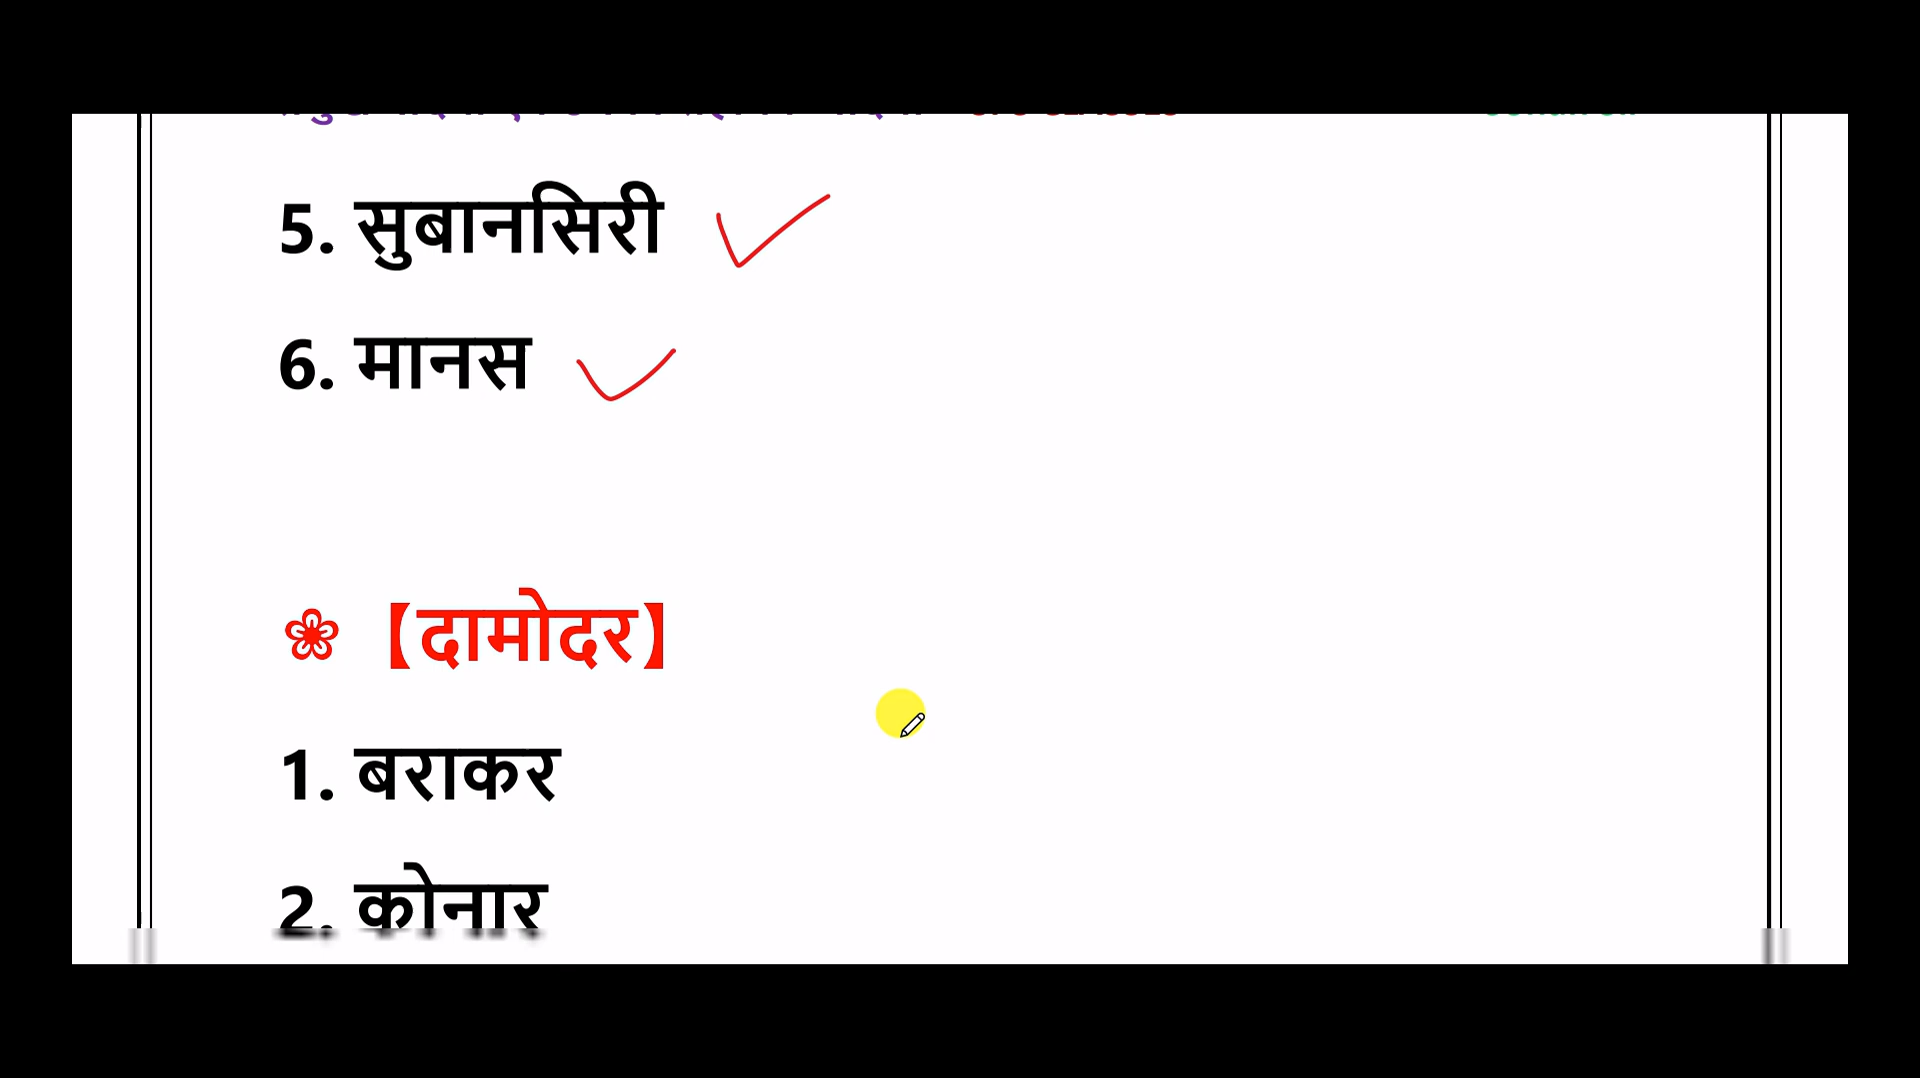 5. सुबानसिरी
6. मानस
❀ 【दामोदर】
1. बराकर
2. कोनार